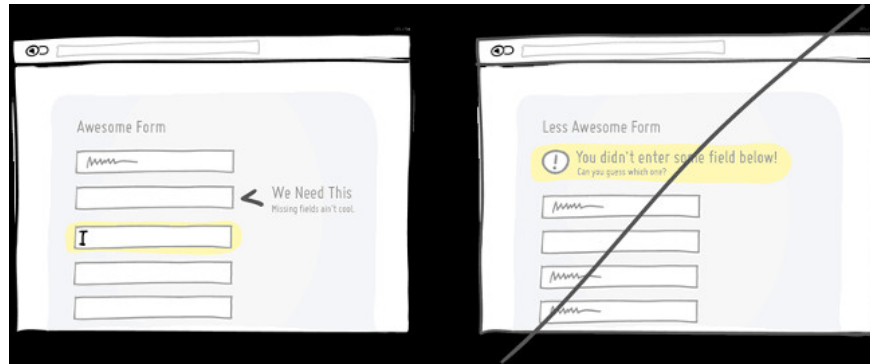 Awesome Form
We Need This
Missing fields ain't cool.
Less Awesome Form
You didn't enter some field below!
Can you guess which one?